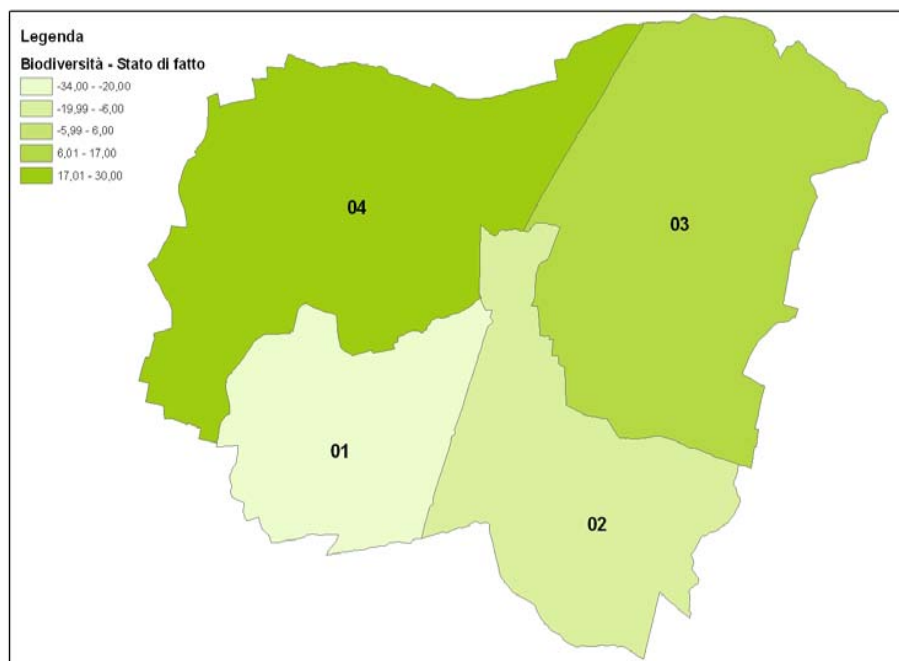 Legenda
Biodiversità - Stato di fatto
-34,00 - -20,00
-19,99 - -6,00
-5,99 - 6,00
6,01 - 17,00
17,01 - 30,00
04
03
01
02